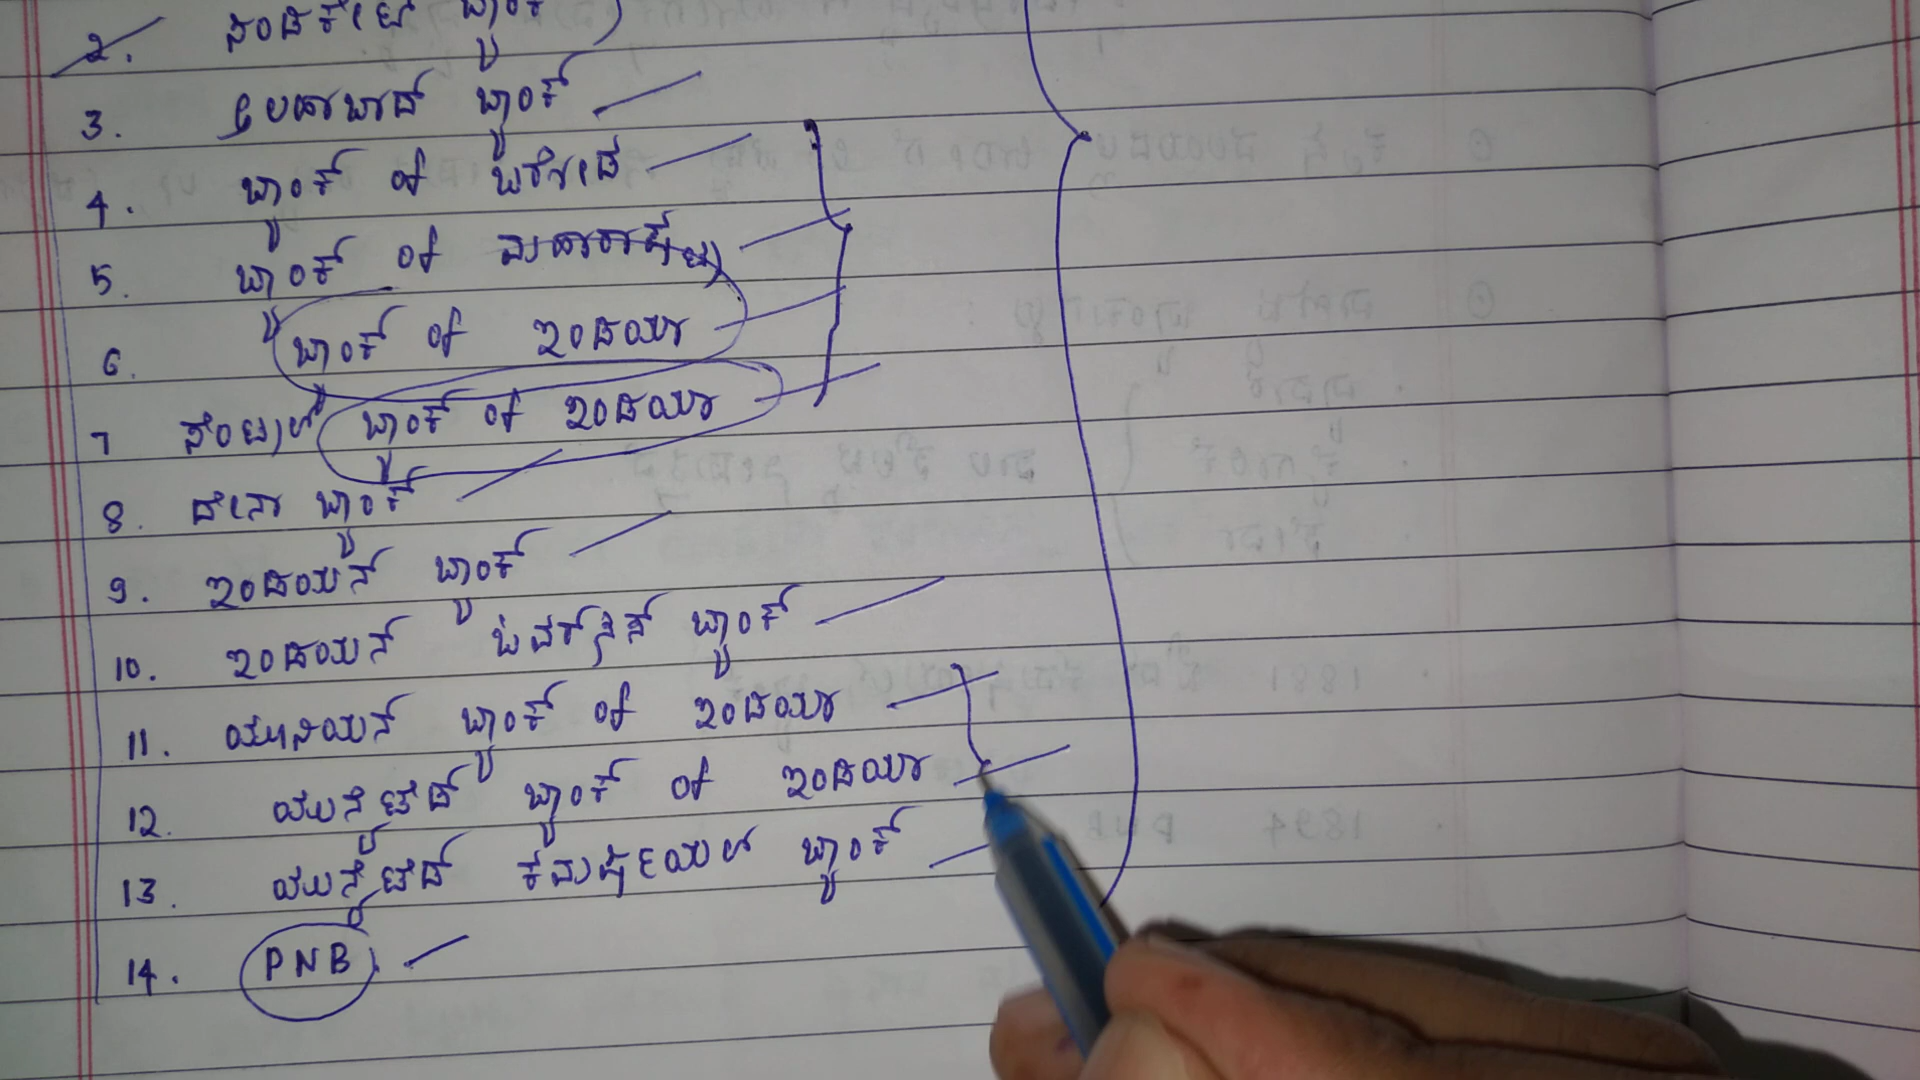 2. ಸಿಂಡಿಕೇಟ್ ಬ್ಯಾಂಕ್
3. ಅಲಹಾಬಾದ್ ಬ್ಯಾಂಕ್
4. ಬ್ಯಾಂಕ್ of ಬರೋಡ
5. ಬ್ಯಾಂಕ್ of ಮಹಾರಾಷ್ಟ್ರ
6. ಬ್ಯಾಂಕ್ of ಇಂಡಿಯಾ
7 ಸೆಂಟ್ರಲ್ ಬ್ಯಾಂಕ್ of ಇಂಡಿಯಾ
8. ದೇನಾ ಬ್ಯಾಂಕ್
9. ಇಂಡಿಯನ್ ಬ್ಯಾಂಕ್
10. ಇಂಡಿಯನ್ ಓವರ್ಸಿಸ್ ಬ್ಯಾಂಕ್
11. ಯೂನಿಯನ್ ಬ್ಯಾಂಕ್ of ಇಂಡಿಯಾ
12. ಯುನೈಟೆಡ್ ಬ್ಯಾಂಕ್ of ಇಂಡಿಯಾ
13. ಯುನೈಟೆಡ್ ಕಮರ್ಷಿಯಲ್ ಬ್ಯಾಂಕ್
14. PNB